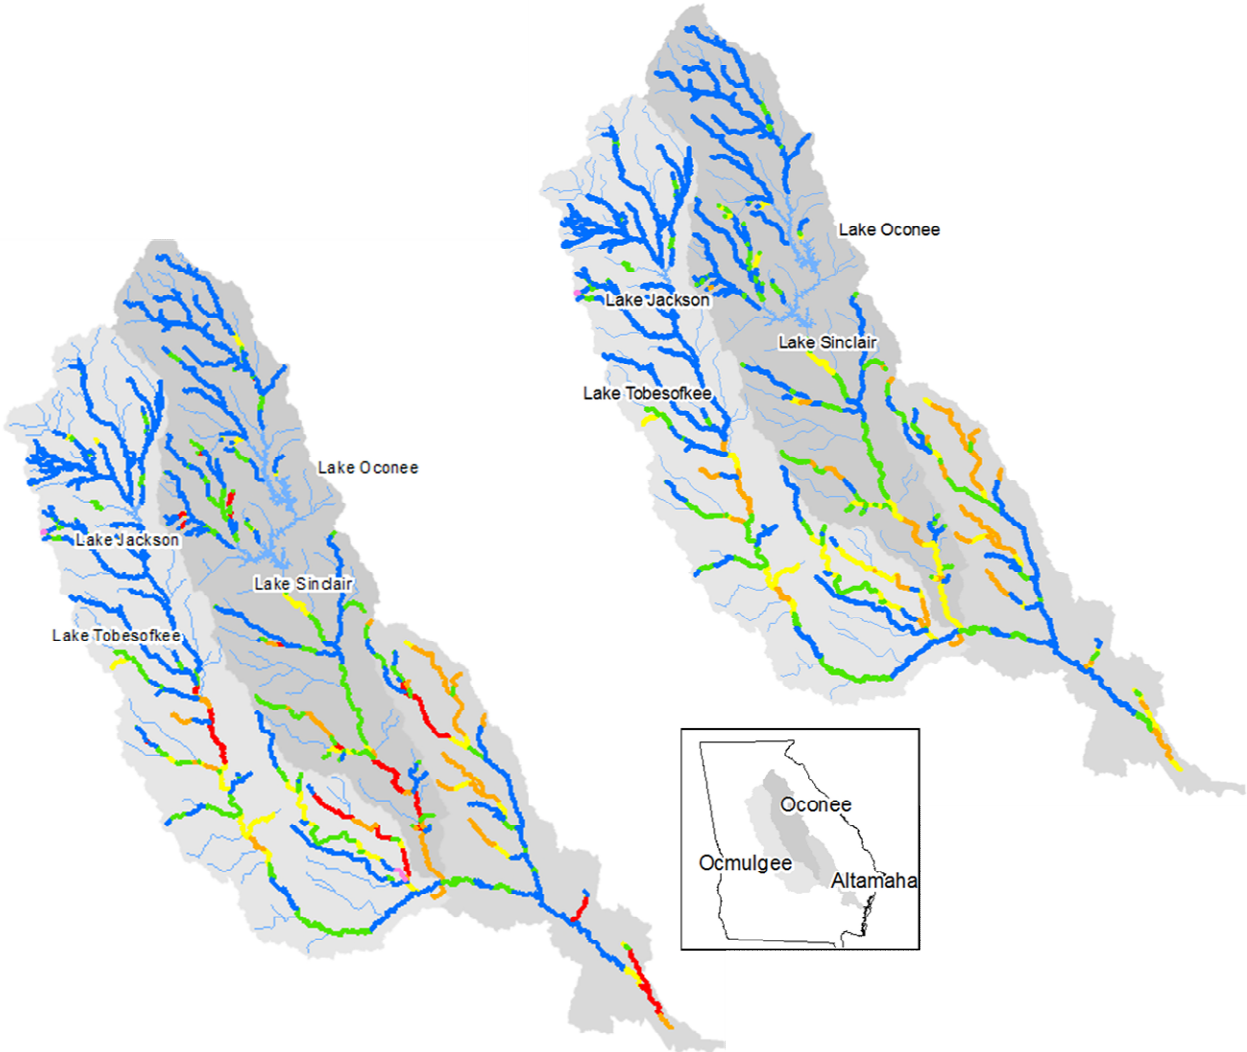 Lake Oconee
Lake Jackson
Lake Sinclair
Lake Tobesofkee
Lake Oconee
Lake Jackson
Lake Sinclair
Lake Tobesofkee
Oconee
Ocmulgee
Altamaha